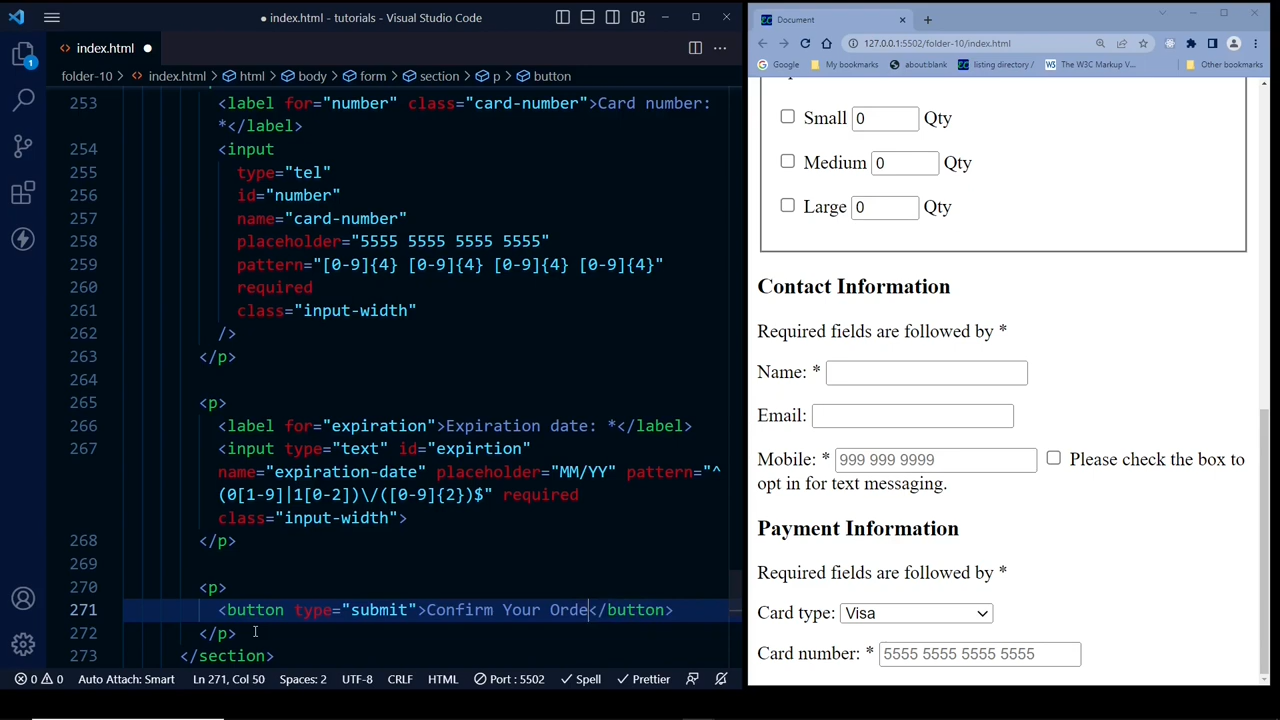 index.html - tutorials - Visual Studio Code
index.html
folder-10 > index.html > html > body > form > section > p > button
253 <label for="number" class="card-number">Card number:
*</label>
254 <input
255 type="tel"
256 id="number"
257 name="card-number"
258 placeholder="5555 5555 5555 5555"
259 pattern="[0-9]{4} [0-9]{4} [0-9]{4} [0-9]{4}"
260 required
261 class="input-width"
262 />
263 </p>
264
265 <p>
266 <label for="expiration">Expiration date: *</label>
267 <input type="text" id="expirtion"
name="expiration-date" placeholder="MM/YY" pattern="^
(0[1-9]|1[0-2])\/([0-9]{2})$" required
class="input-width">
268 </p>
269
270 <p>
271 <button type="submit">Confirm Your Orde</button>
272 </p>
273 </section>
1
0 0 Auto Attach: Smart Ln 271, Col 50 Spaces: 2 UTF-8 CRLF HTML Port : 5502 Spell Prettier
Document
127.0.0.1:5502/folder-10/index.html
Google My bookmarks about:blank listing directory / The W3C Markup V... Other bookmarks
Small 0 Qty
Medium 0 Qty
Large 0 Qty
Contact Information
Required fields are followed by *
Name: *
Email:
Mobile: * 999 999 9999 Please check the box to
opt in for text messaging.
Payment Information
Required fields are followed by *
Card type: Visa
Card number: * 5555 5555 5555 5555